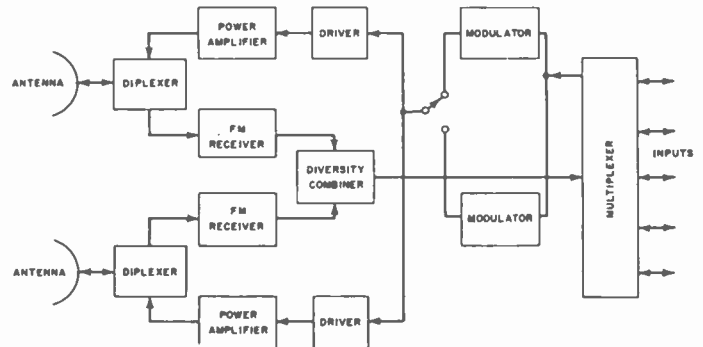 POWER
AMPLIFIER
DRIVER
MODULATOR
ANTENNA
DIPLEXER
FM
RECEIVER
DIVERSITY
COMBINER
MULTIPLEXER
INPUTS
FM
RECEIVER
MODULATOR
ANTENNA
DIPLEXER
POWER
AMPLIFIER
DRIVER